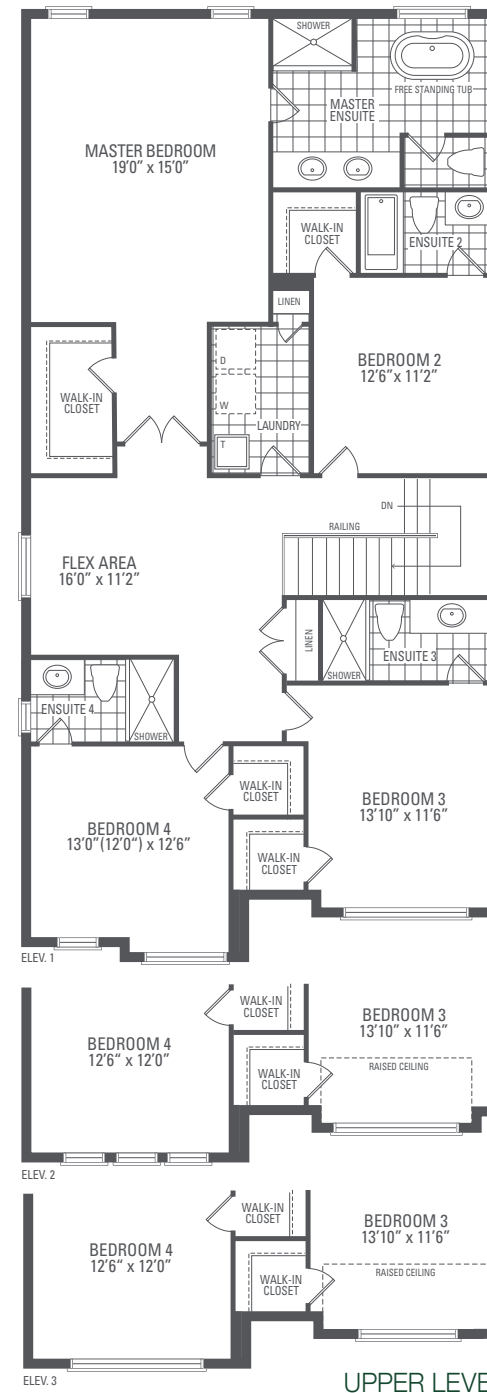 SHOWER
FREE STANDING TUB
MASTER
ENSUITE
MASTER BEDROOM
19'0" x 15'0"
WALK-IN
CLOSET
ENSUITE 2
LINEN
D
BEDROOM 2
12'6"x 11'2"
WALK-IN
CLOSET
W
LAUNDRY
T
DN
RAILING
FLEX AREA
16'0" x 11'2"
LINEN
ENSUITE 3
SHOWER
ENSUITE 4
SHOWER
WALK-IN
CLOSET
BEDROOM 3
13'10" x 11'6"
BEDROOM 4
13'0"(12'0") x 12'6"
WALK-IN
CLOSET
ELEV. 1
WALK-IN
CLOSET
BEDROOM 3
13'10" x 11'6"
BEDROOM 4
12'6" x 12'0"
RAISED CEILING
WALK-IN
CLOSET
ELEV. 2
WALK-IN
CLOSET
BEDROOM 3
13'10" x 11'6"
BEDROOM 4
12'6" x 12'0"
RAISED CEILING
WALK-IN
CLOSET
ELEV. 3
UPPER LEVE